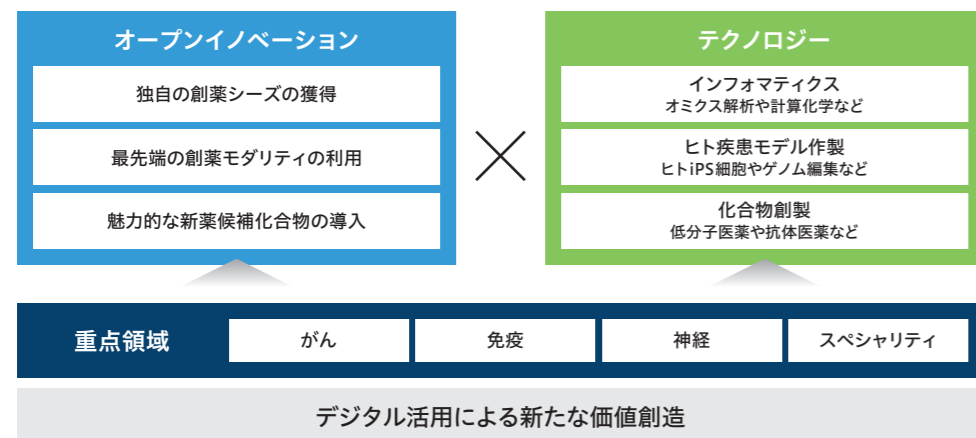 オープンイノベーション
独自の創薬シーズの獲得
最先端の創薬モダリティの利用
魅力的な新薬候補化合物の導入
テクノロジー
インフォマティクス
オミクス解析や計算化学など
ヒト疾患モデル作製
ヒトiPS細胞やゲノム編集など
化合物創製
低分子医薬や抗体医薬など
重点領域
がん
免疫
神経
スペシャリティ
デジタル活用による新たな価値創造